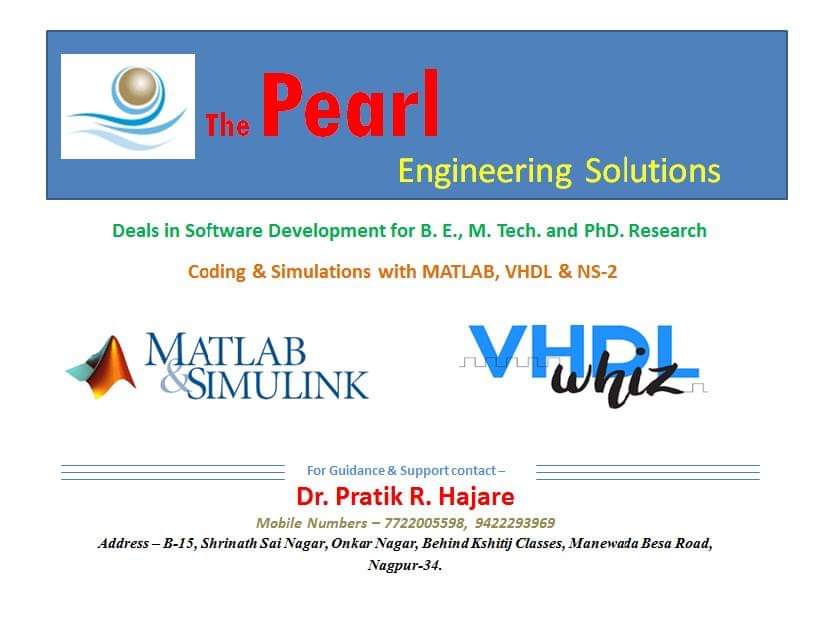 The Pearl
Engineering Solutions
Deals in Software Development for B. E., M. Tech. and PhD. Research
Coding & Simulations with MATLAB, VHDL & NS-2
MATLAB
&SIMULINK
VHDL
whiz
For Guidance & Support contact –
Dr. Pratik R. Hajare
Mobile Numbers – 7722005598, 9422293969
Address – B-15, Shrinath Sai Nagar, Onkar Nagar, Behind Kshitij Classes, Manewada Besa Road,
Nagpur-34.